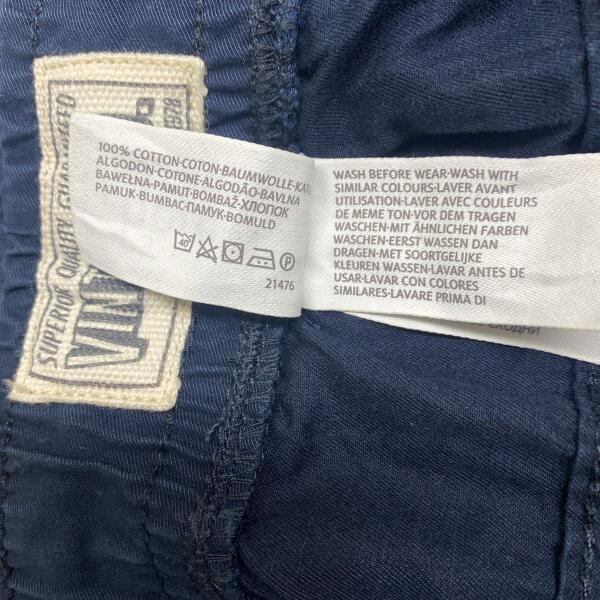 SUPERIOR QUALITY GUARANTEED
100% COTTON-COTON-BAUMWOLLE-
ALGODON-COTONE-ALGODÃO-BAVLNA
BAWEŁNA-PAMUT-BOMBAŽ-ХЛОПОК
PAMUK-BUMBAC-ПАМУК-BOMULD
40°
P
21476
WASH BEFORE WEAR-WASH WITH
SIMILAR COLOURS-LAVER AVANT
UTILISATION-LAVER AVEC COULEURS
DE MEME TON-VOR DEM TRAGEN
WASCHEN-MIT ÄHNLICHEN FARBEN
WASCHEN-EERST WASSEN DAN
DRAGEN-MET SOORTGELIJKE
KLEUREN WASSEN-LAVAR ANTES DE
USAR-LAVAR CON COLORES
SIMILARES-LAVARE PRIMA DI